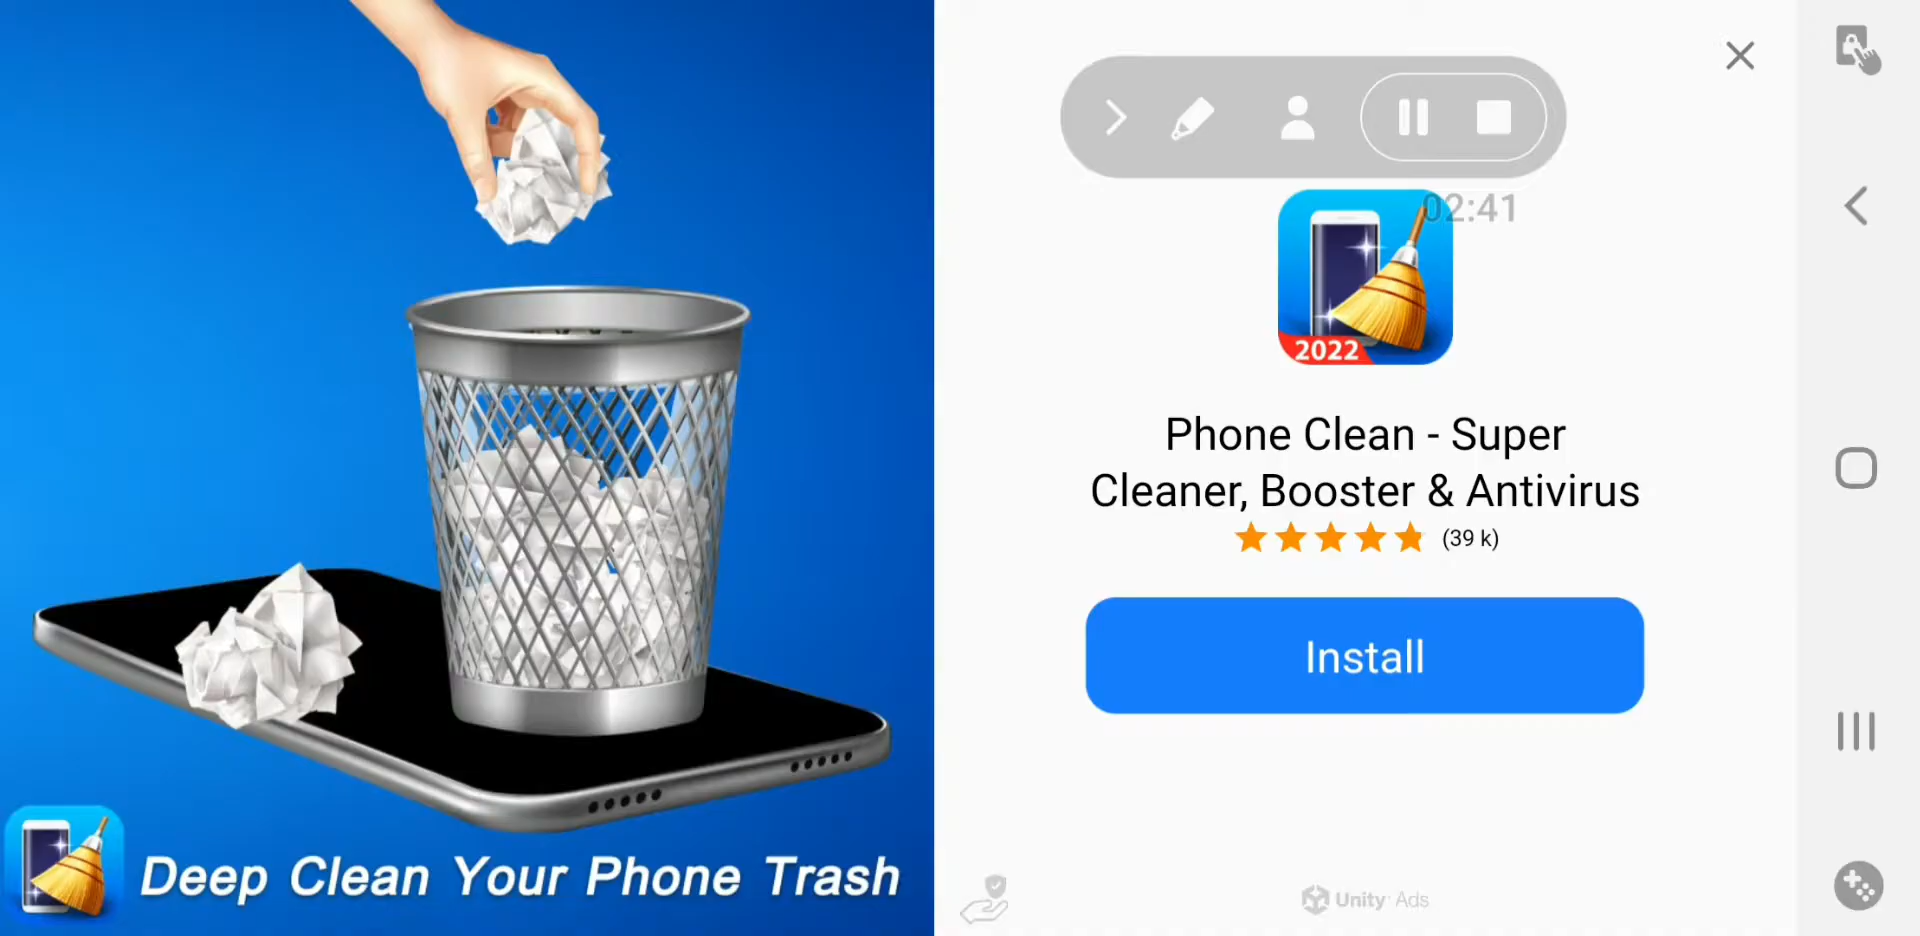 Deep Clean Your Phone Trash
02:41
2022
Phone Clean - Super
Cleaner, Booster & Antivirus
(39 k)
Install
Unity Ads